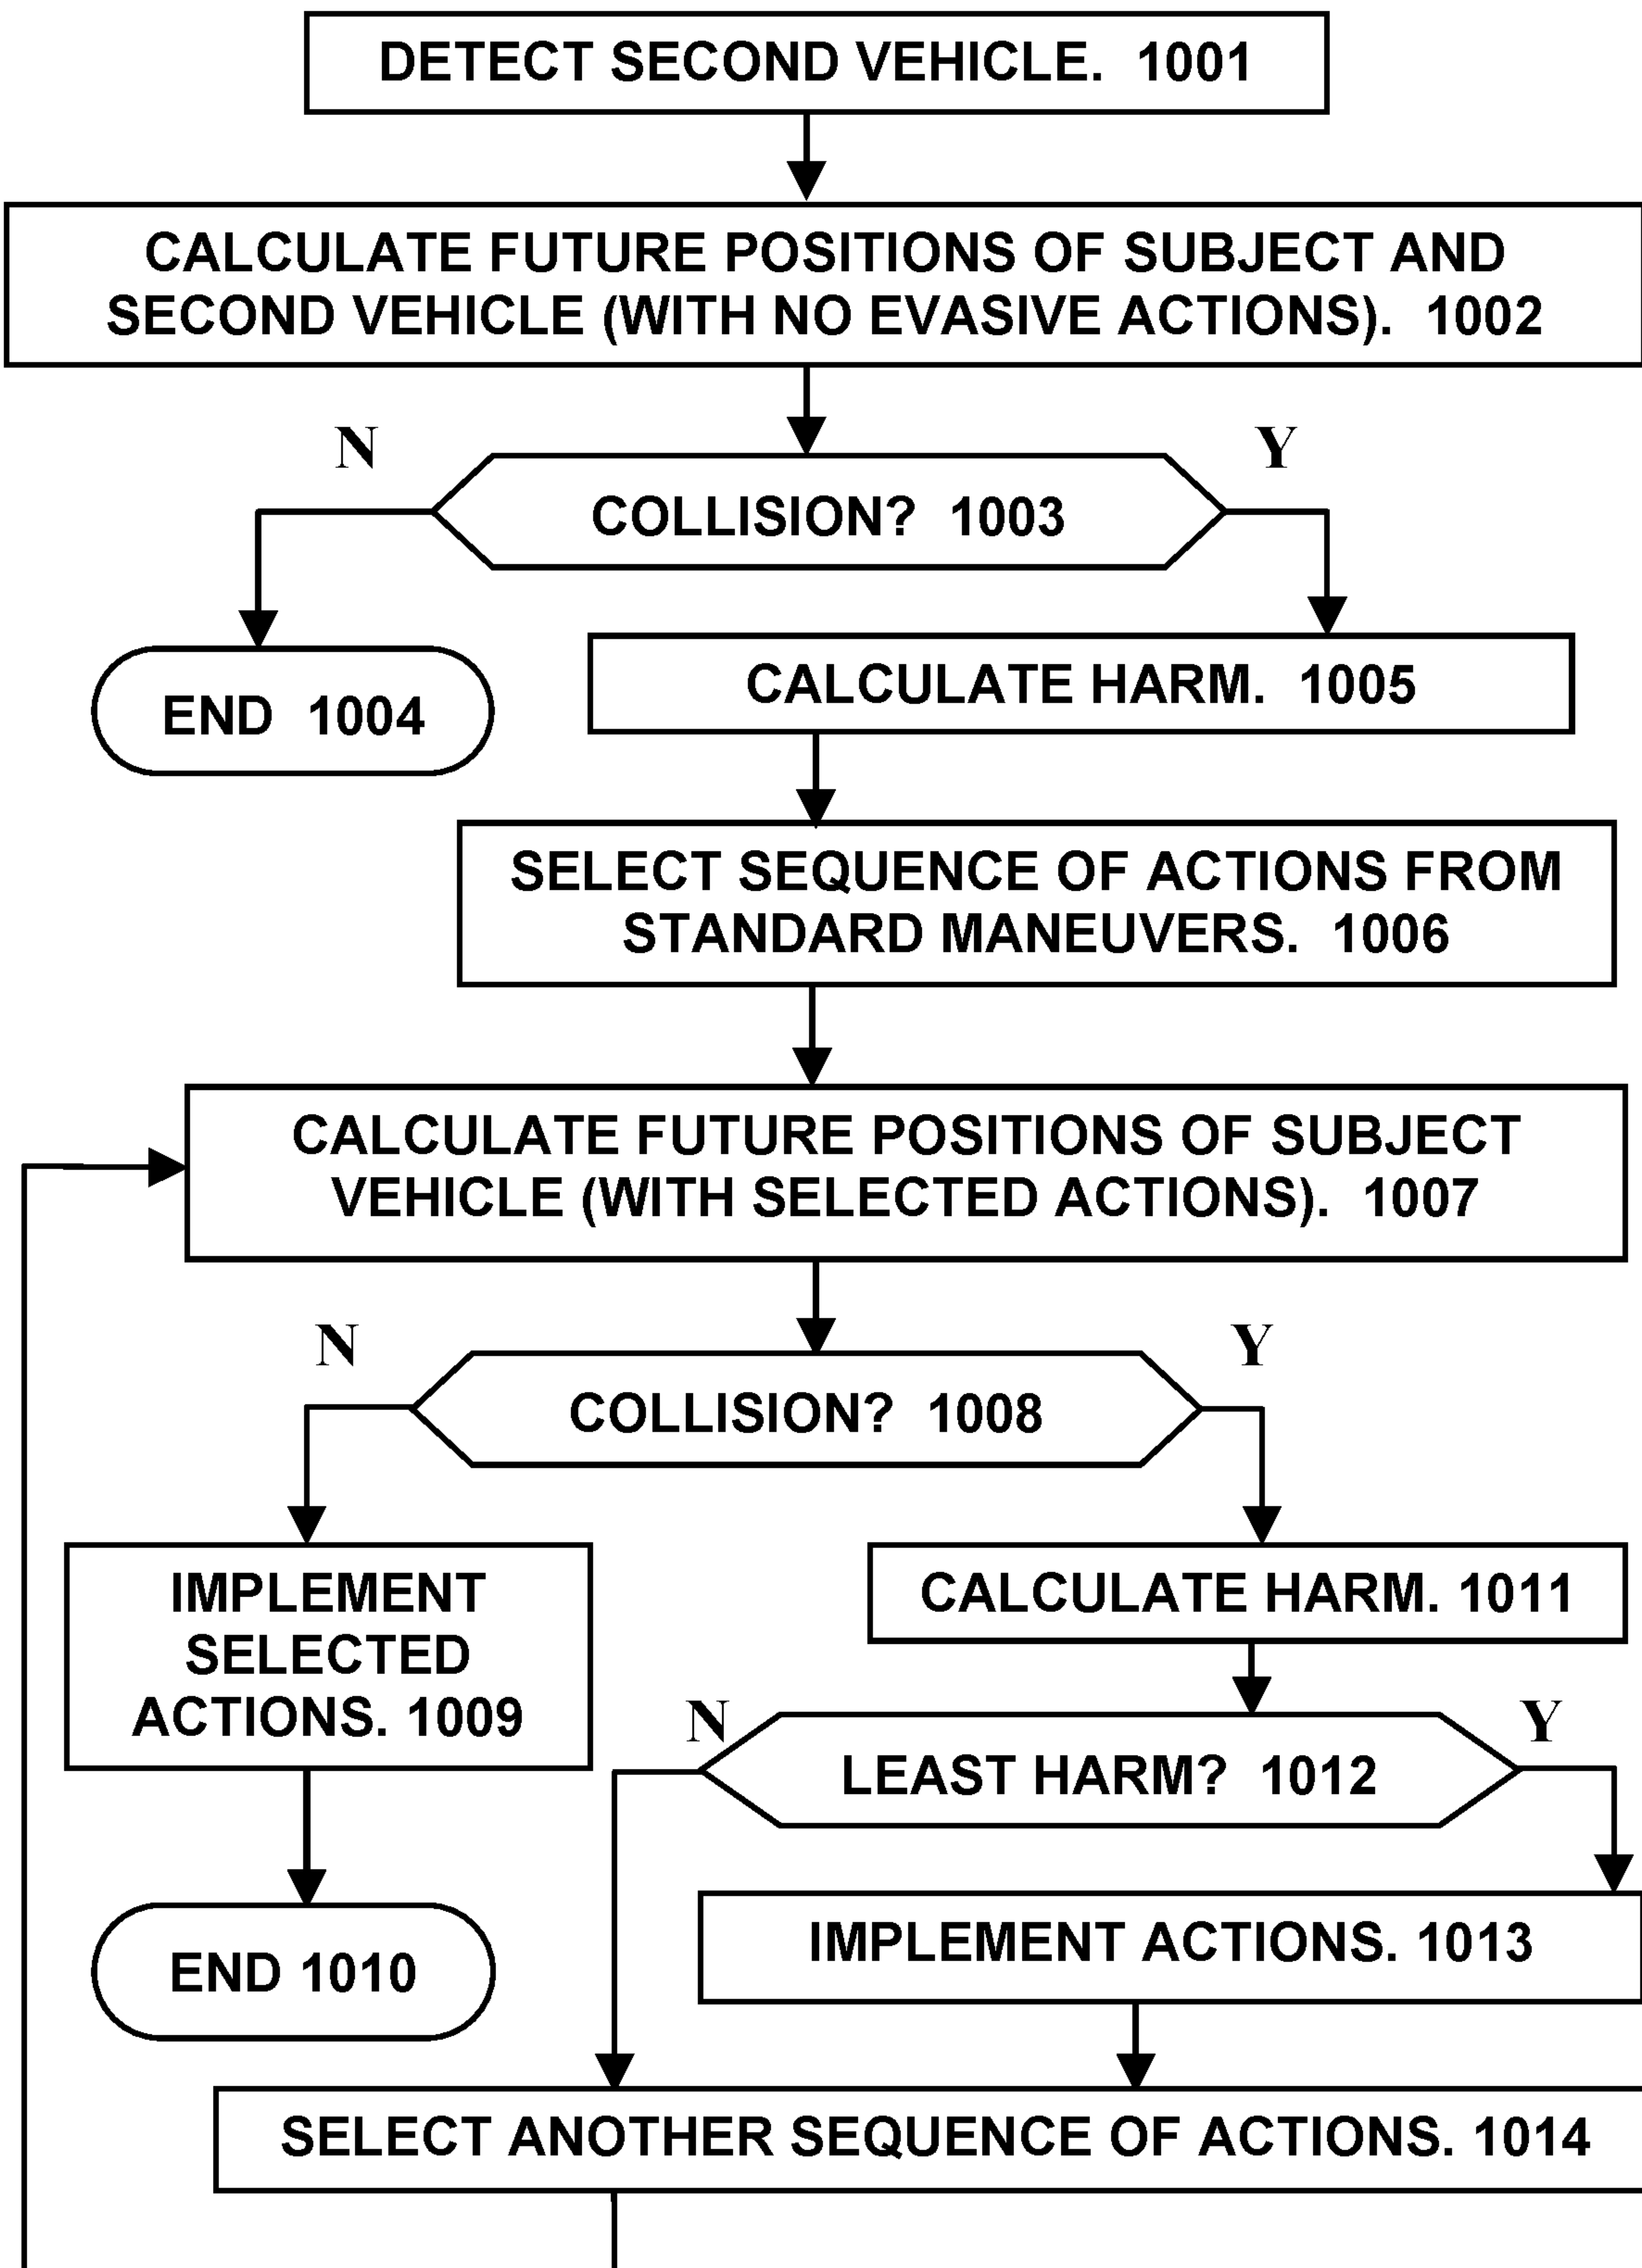 DETECT SECOND VEHICLE. 1001
CALCULATE FUTURE POSITIONS OF SUBJECT AND
SECOND VEHICLE (WITH NO EVASIVE ACTIONS). 1002
N
Y
COLLISION? 1003
END 1004
CALCULATE HARM. 1005
SELECT SEQUENCE OF ACTIONS FROM
STANDARD MANEUVERS. 1006
CALCULATE FUTURE POSITIONS OF SUBJECT
VEHICLE (WITH SELECTED ACTIONS). 1007
N
Y
COLLISION? 1008
IMPLEMENT
SELECTED
ACTIONS. 1009
CALCULATE HARM. 1011
N
Y
LEAST HARM? 1012
IMPLEMENT ACTIONS. 1013
END 1010
SELECT ANOTHER SEQUENCE OF ACTIONS. 1014